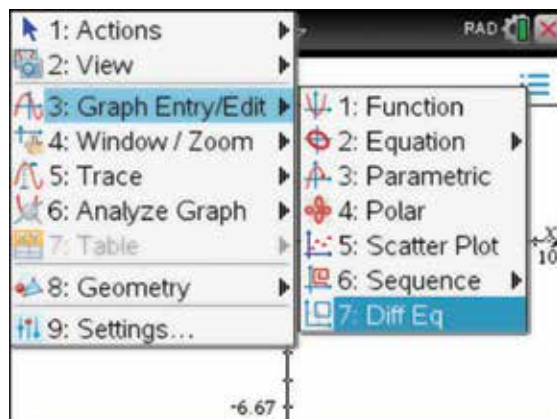 1: Actions
RAD
2: View
3: Graph Entry/Edit
4: Window / Zoom
5: Trace
6: Analyze Graph
7: Table
8: Geometry
9: Settings...
1: Function
2: Equation
3: Parametric
4: Polar
5: Scatter Plot
6: Sequence
7: Diff Eq
x
10
-6.67